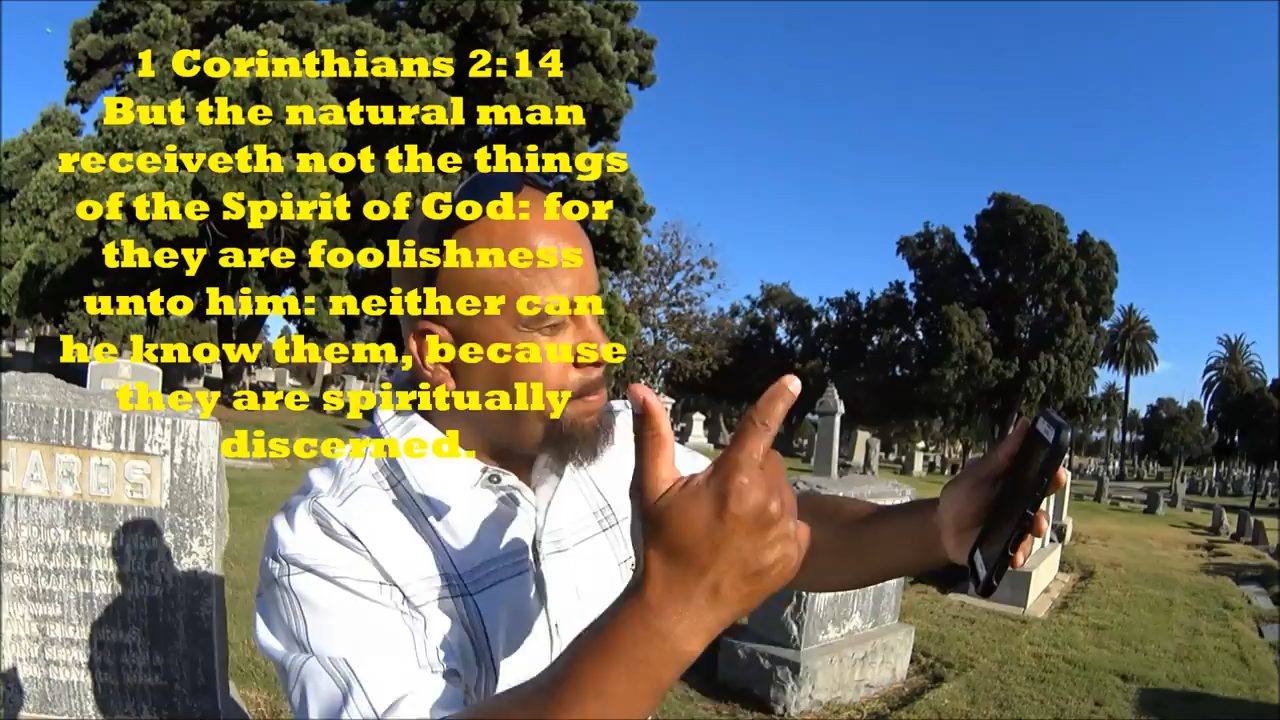 1 Corinthians 2:14
But the natural man
receiveth not the things
of the Spirit of God: for
they are foolishness
unto him: neither can
he know them, because
they are spiritually
discerned.
HARDS